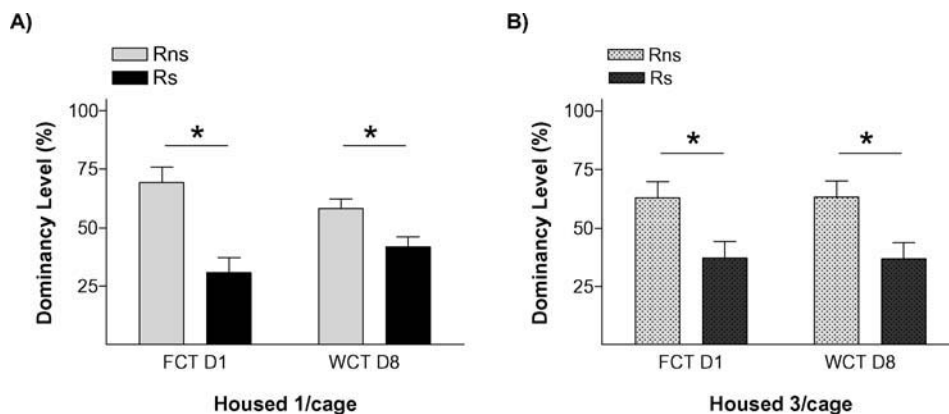 A)
Rns
Rs
Dominancy Level (%)
100
75
50
25
*
*
FCT D1
WCT D8
Housed 1/cage
B)
Rns
Rs
Dominancy Level (%)
100
75
50
25
*
*
FCT D1
WCT D8
Housed 3/cage